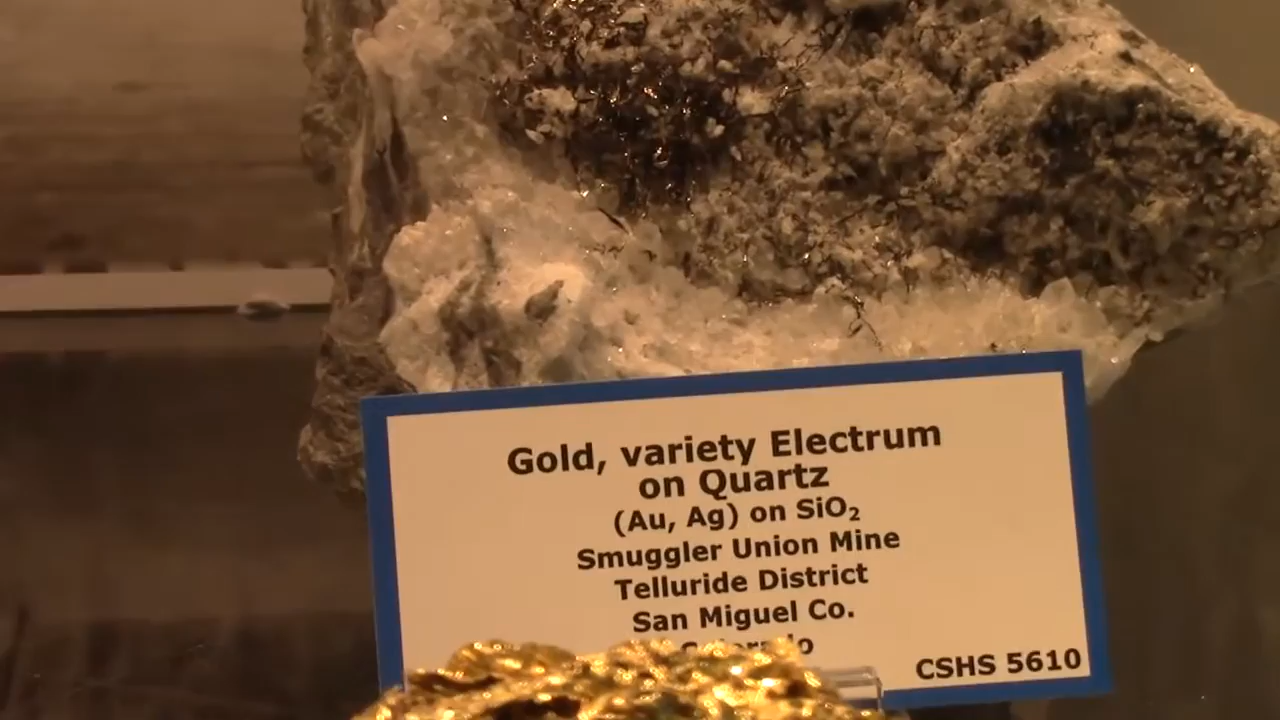 Gold, variety Electrum
on Quartz
(Au, Ag) on SiO₂
Smuggler Union Mine
Telluride District
San Miguel Co.
Colorado
CSHS 5610